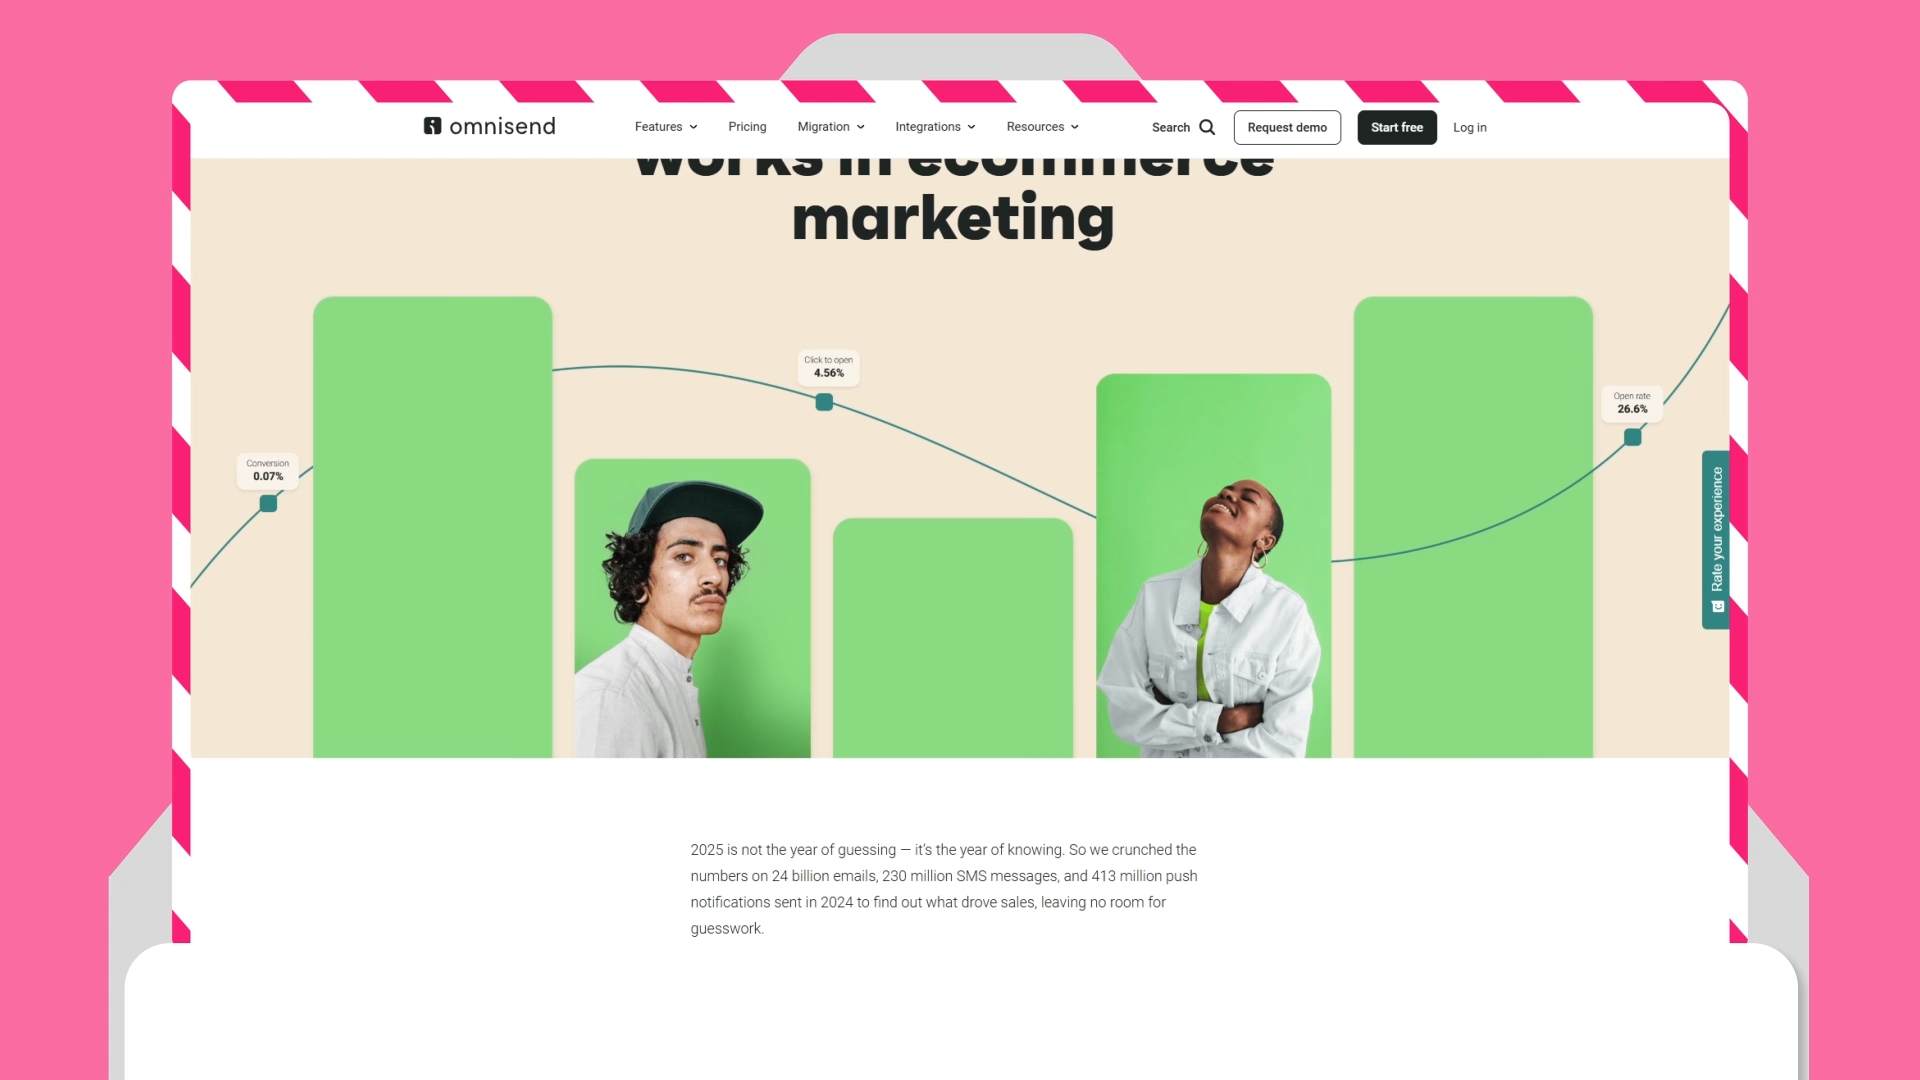 omnisend
Features
Pricing
Migration
Integrations
Resources
Search
Request demo
Start free
Log in
works in ecommerce
marketing
Click to open
4.56%
Open rate
26.6%
Conversion
0.07%
Rate your experience
2025 is not the year of guessing — it's the year of knowing. So we crunched the
numbers on 24 billion emails, 230 million SMS messages, and 413 million push
notifications sent in 2024 to find out what drove sales, leaving no room for
guesswork.